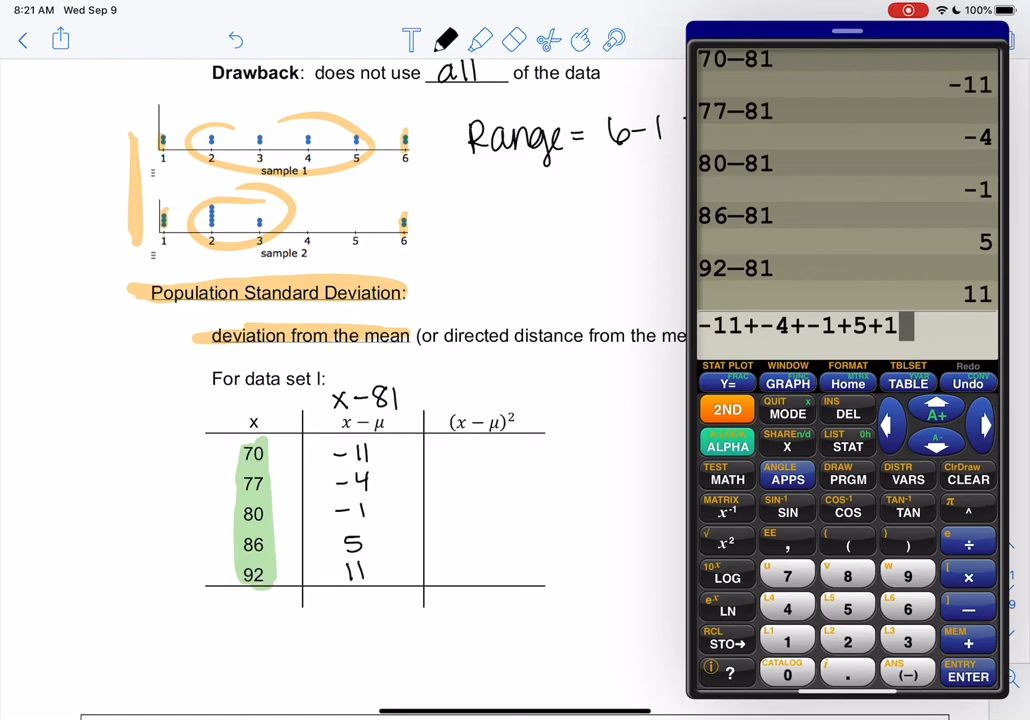 8:21 AM Wed Sep 9
100%
Drawback: does not use all of the data
1 2 3 4 5 6
sample 1
Range = 6-1
1 2 3 4 5 6
sample 2
Population Standard Deviation:
deviation from the mean (or directed distance from the me
For data set I:
x-81
x x − μ (x − μ)²
70 -11
77 -4
80 -1
86 5
92 11
70−81
-11
77−81
-4
80−81
-1
86−81
5
92−81
11
-11+-4+-1+5+1
STAT PLOT WINDOW FORMAT TBLSET Redo
Y= FRAC GRAPH FUNC Home MTRX TABLE YVAR Undo
QUIT x INS
2ND MODE DEL A+
A-LOCK SHARE n/d LIST 0h A-
ALPHA X STAT
TEST ANGLE DRAW DISTR ClrDraw
MATH APPS PRGM VARS CLEAR
MATRIX SIN-1 COS-1 TAN-1 π
x-1 SIN COS TAN ^
√ EE { } e
x² , ( ) ÷
10x u v w [
LOG 7 8 9 ×
ex L4 L5 L6 ]
LN 4 5 6 −
RCL L1 L2 L3 MEM
STO→ 1 2 3 +
CATALOG i ANS ENTRY
? 0 . (−) ENTER